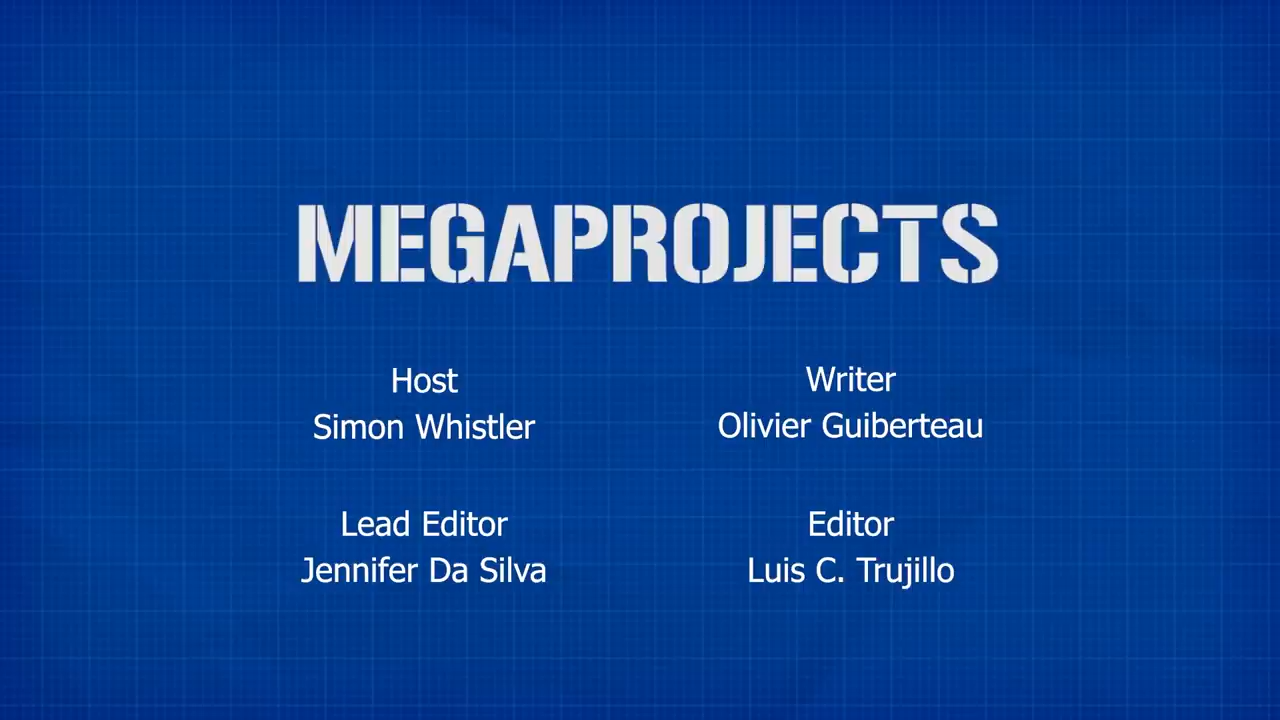 MEGAPROJECTS
Host
Simon Whistler
Writer
Olivier Guiberteau
Lead Editor
Jennifer Da Silva
Editor
Luis C. Trujillo